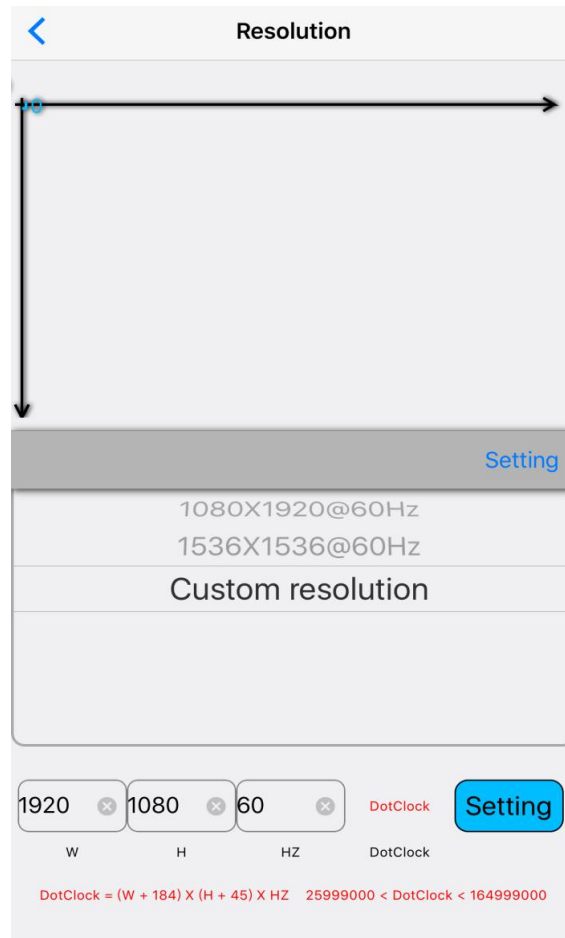 Resolution
Setting
1080X1920@60Hz
1536X1536@60Hz
Custom resolution
1920 1080 60 DotClock Setting
W H HZ DotClock
DotClock = (W + 184) X (H + 45) X HZ 25999000 < DotClock < 164999000